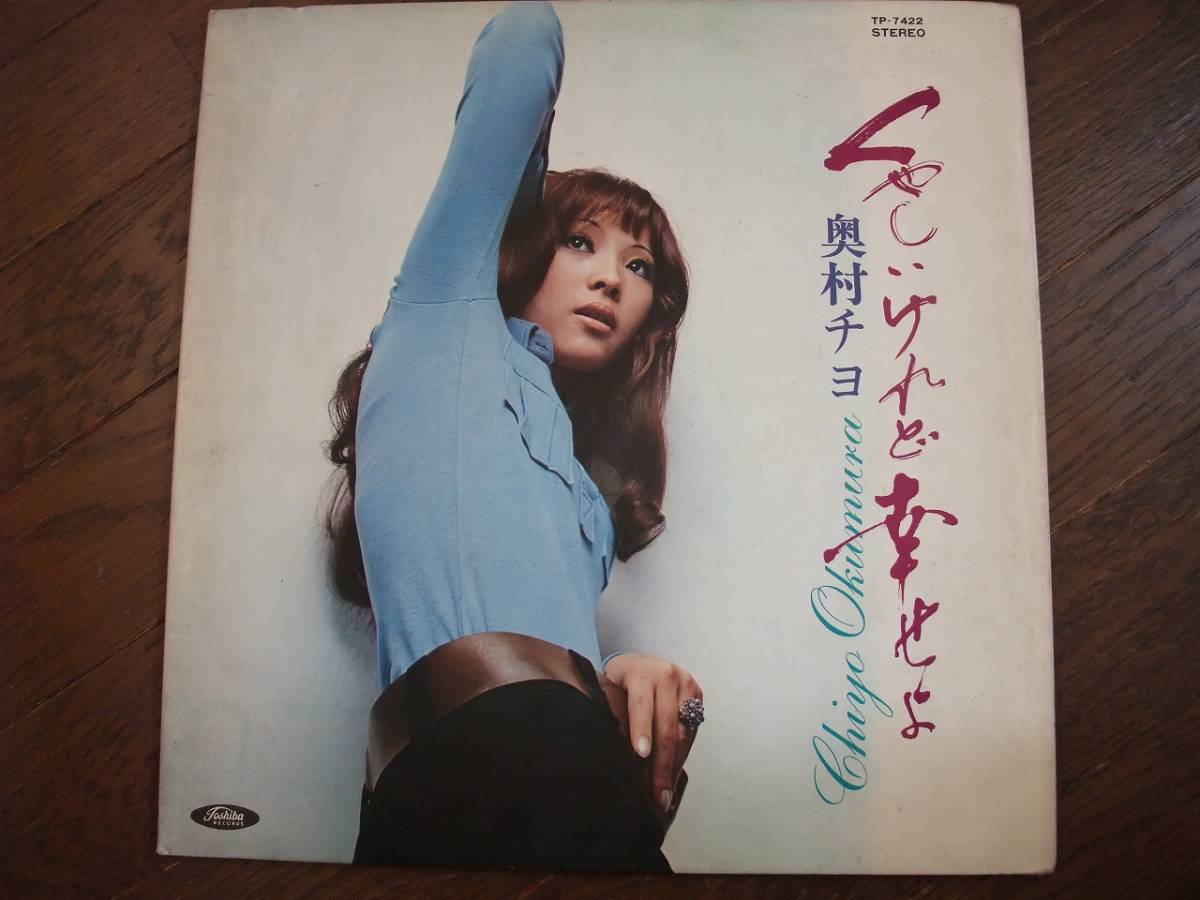 TP-7422
STEREO
くやしいけれど幸せよ
奥村チヨ
Chiyo Okumura
Toshiba
RECORDS